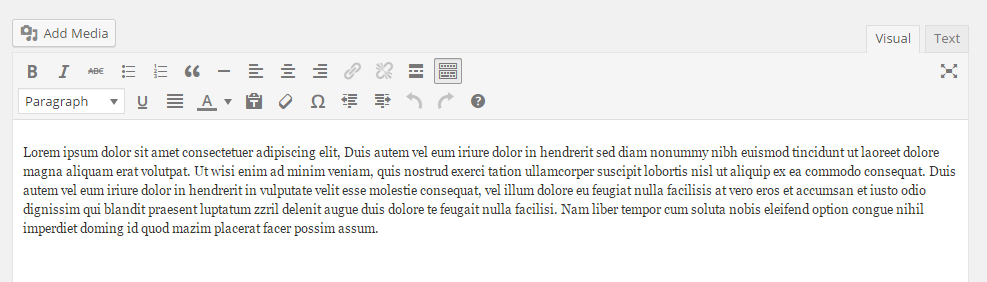 Add Media
Visual Text
B I ABC
Paragraph U A Ω ?
Lorem ipsum dolor sit amet consectetuer adipiscing elit, Duis autem vel eum iriure dolor in hendrerit sed diam nonummy nibh euismod tincidunt ut laoreet dolore
magna aliquam erat volutpat. Ut wisi enim ad minim veniam, quis nostrud exerci tation ullamcorper suscipit lobortis nisl ut aliquip ex ea commodo consequat. Duis
autem vel eum iriure dolor in hendrerit in vulputate velit esse molestie consequat, vel illum dolore eu feugiat nulla facilisis at vero eros et accumsan et iusto odio
dignissim qui blandit praesent luptatum zzril delenit augue duis dolore te feugait nulla facilisi. Nam liber tempor cum soluta nobis eleifend option congue nihil
imperdiet doming id quod mazim placerat facer possim assum.